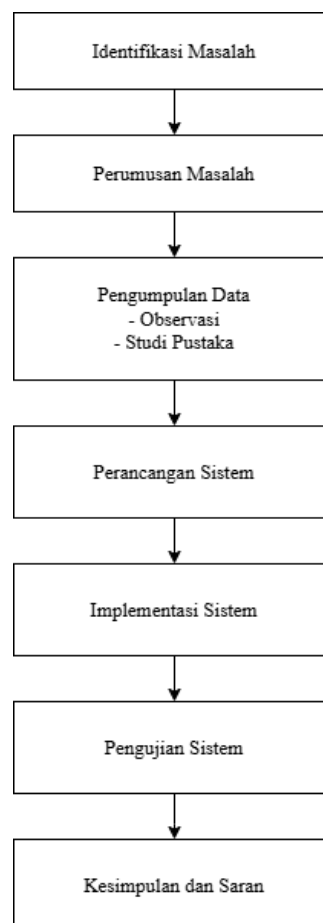 Identifikasi Masalah
Perumusan Masalah
Pengumpulan Data
- Observasi
- Studi Pustaka
Perancangan Sistem
Implementasi Sistem
Pengujian Sistem
Kesimpulan dan Saran